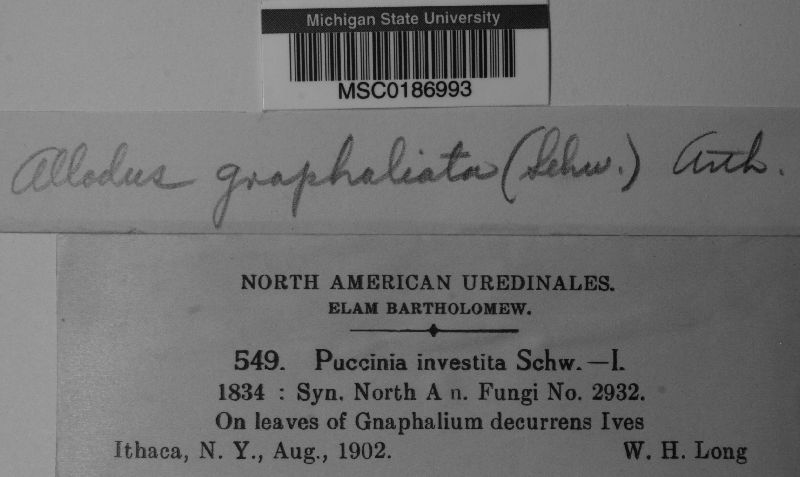 Michigan State University
MSC0186993
Allodus gnaphaliata (Schw.) Arth.
NORTH AMERICAN UREDINALES.
ELAM BARTHOLOMEW.
549. Puccinia investita Schw.—I.
1834 : Syn. North A n. Fungi No. 2932.
On leaves of Gnaphalium decurrens Ives
Ithaca, N. Y., Aug., 1902. W. H. Long